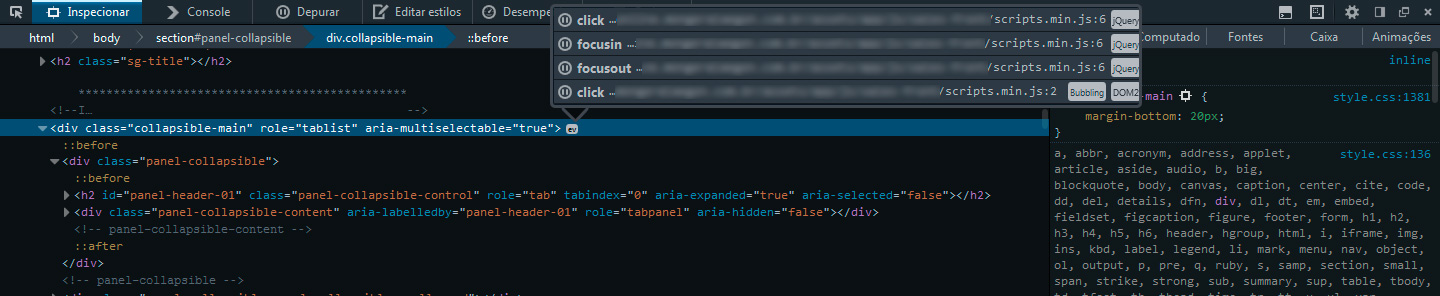 Inspecionar Console Depurar Editar estilos Desempe
html body section#panel-collapsible div.collapsible-main ::before
click /scripts.min.js:6 jQuery
focusin /scripts.min.js:6 jQuery
focusout /scripts.min.js:6 jQuery
click /scripts.min.js:2 Bubbling DOM2
omputado Fontes Caixa Animações
<h2 class="sg-title"></h2>
***********************************************
<!--I… -->
<div class="collapsible-main" role="tablist" aria-multiselectable="true"> ev
::before
<div class="panel-collapsible">
::before
<h2 id="panel-header-01" class="panel-collapsible-control" role="tab" tabindex="0" aria-expanded="true" aria-selected="false"></h2>
<div class="panel-collapsible-content" aria-labelledby="panel-header-01" role="tabpanel" aria-hidden="false"></div>
<!-- panel-collapsible-content -->
::after
</div>
<!-- panel-collapsible -->
inline
-main { style.css:1381
margin-bottom: 20px;
}
a, abbr, acronym, address, applet, style.css:136
article, aside, audio, b, big,
blockquote, body, canvas, caption, center, cite, code,
dd, del, details, dfn, div, dl, dt, em, embed,
fieldset, figcaption, figure, footer, form, h1, h2,
h3, h4, h5, h6, header, hgroup, html, i, iframe, img,
ins, kbd, label, legend, li, mark, menu, nav, object,
ol, output, p, pre, q, ruby, s, samp, section, small,
span, strike, strong, sub, summary, sup, table, tbody,